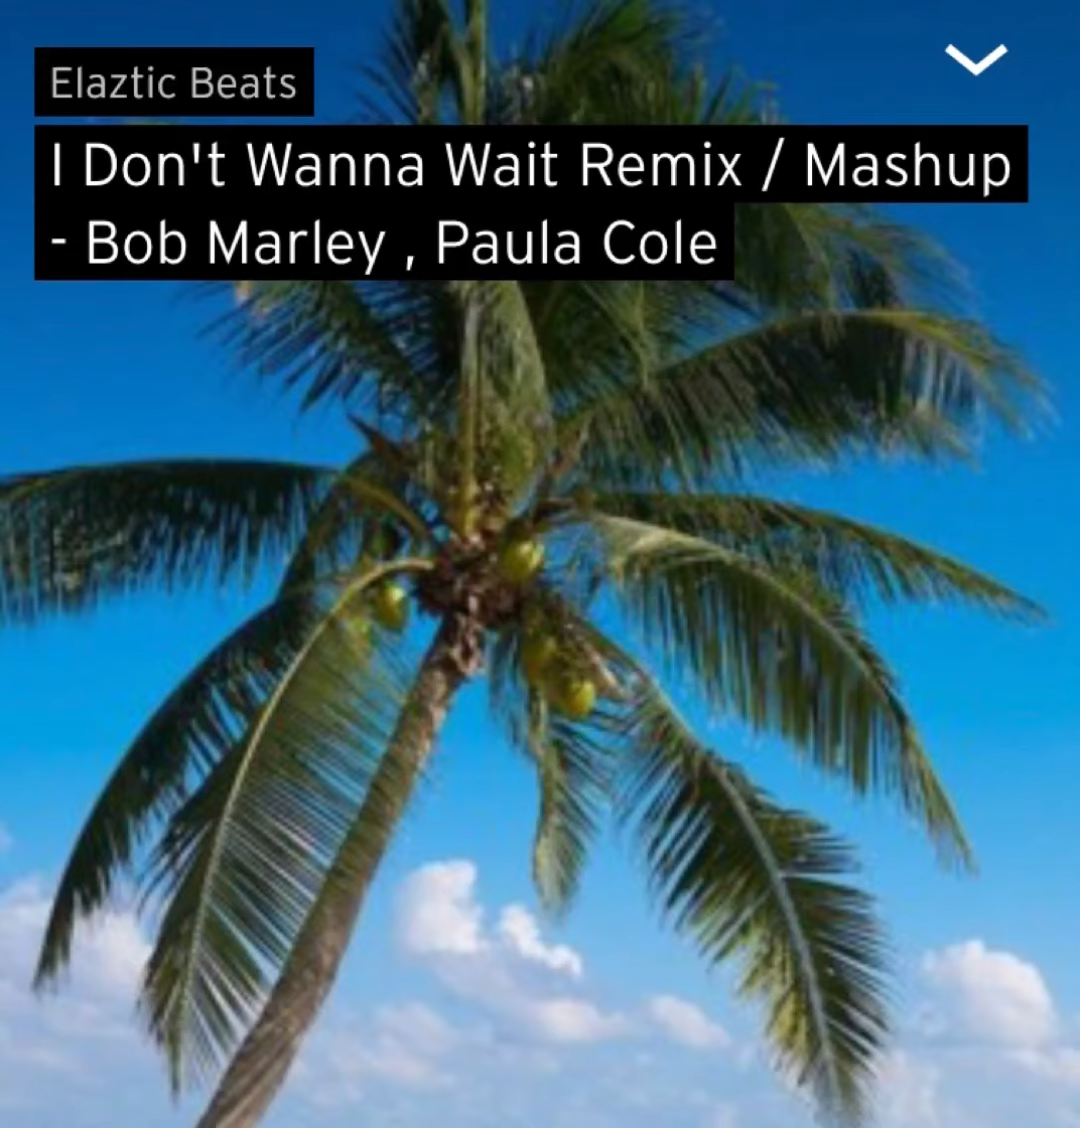 Elaztic Beats
I Don't Wanna Wait Remix / Mashup
- Bob Marley , Paula Cole